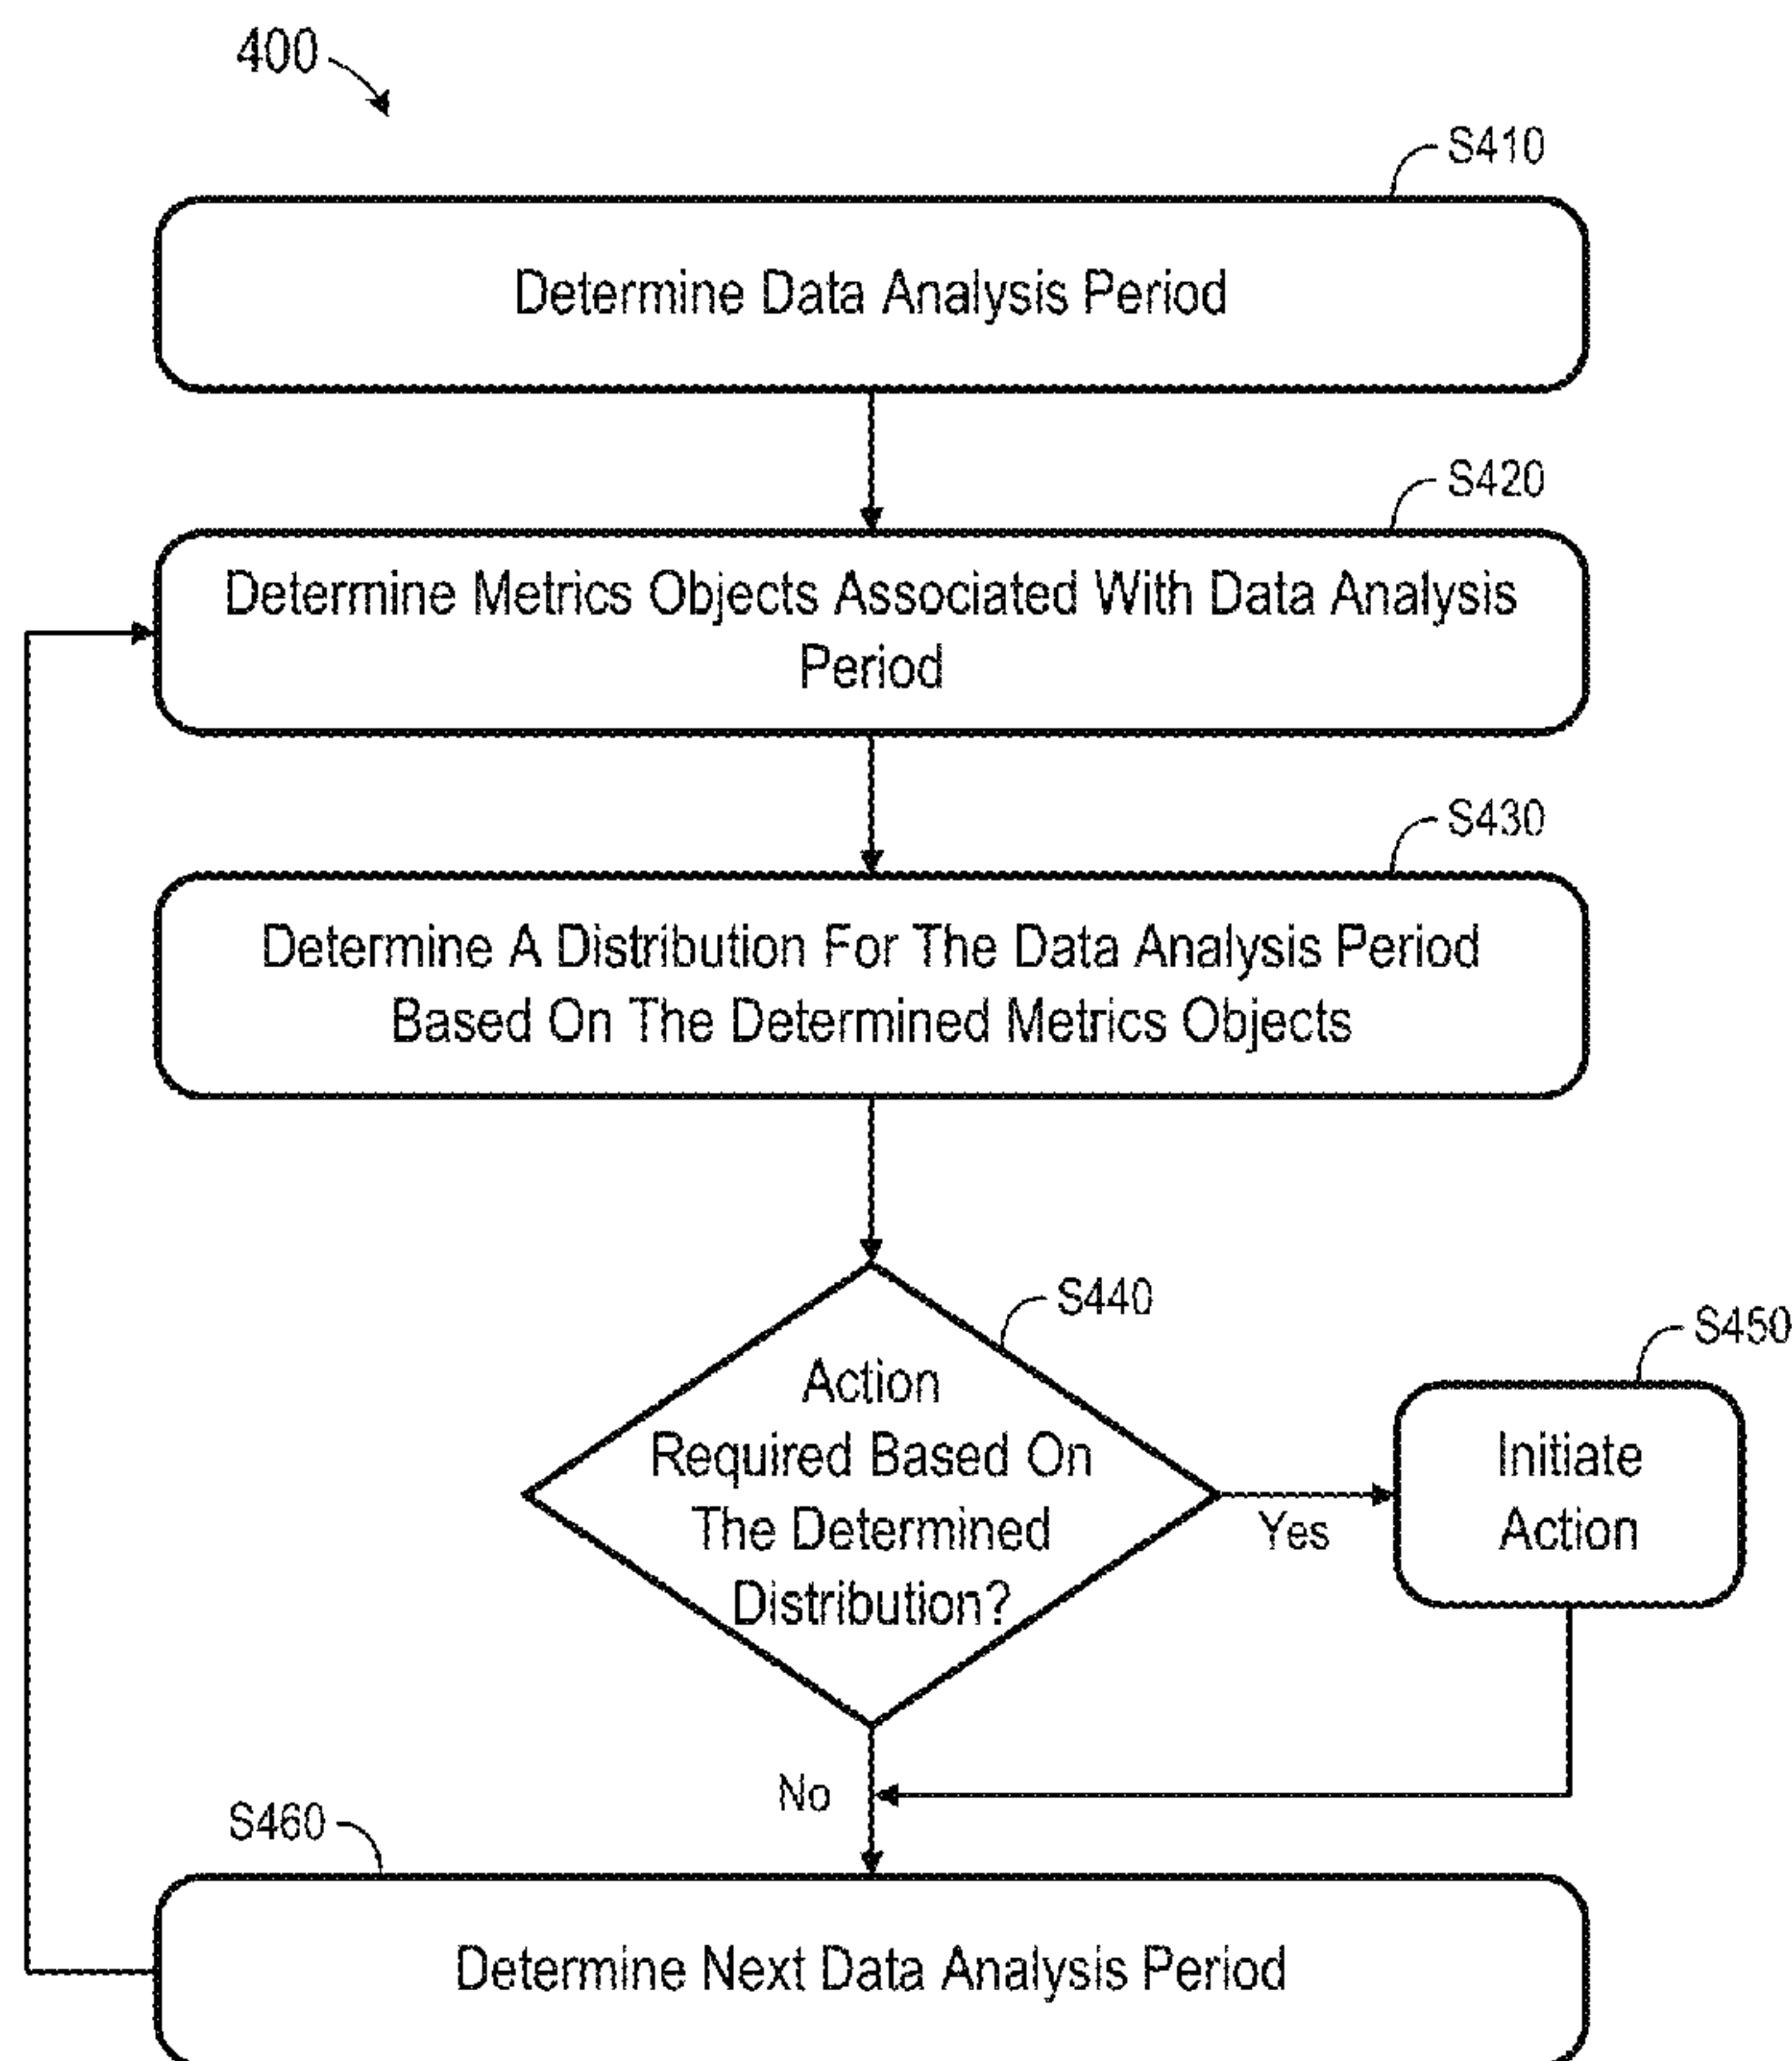 400
S410
Determine Data Analysis Period
S420
Determine Metrics Objects Associated With Data Analysis
Period
S430
Determine A Distribution For The Data Analysis Period
Based On The Determined Metrics Objects
S440
Action
Required Based On
The Determined
Distribution?
Yes
S450
Initiate
Action
No
S460
Determine Next Data Analysis Period